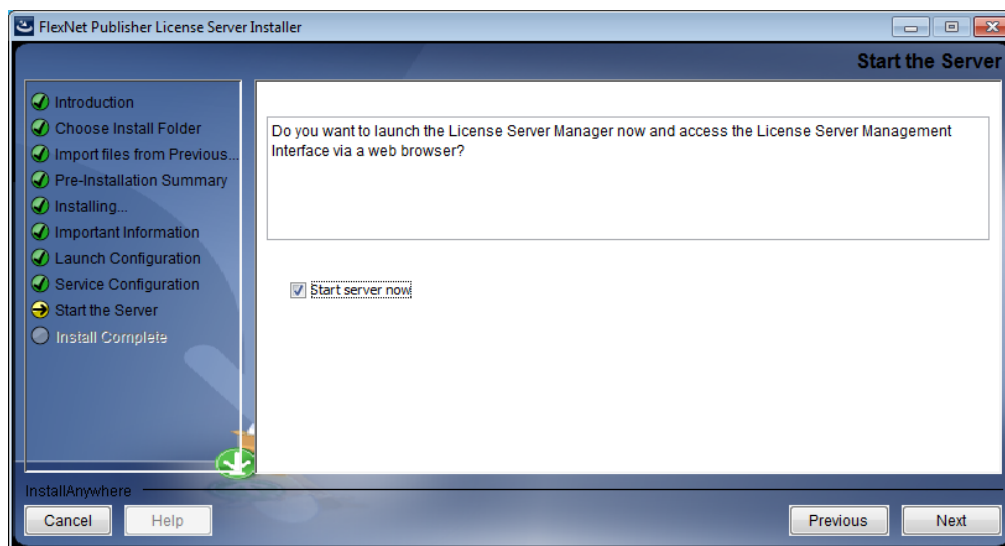 FlexNet Publisher License Server Installer
Start the Server
Introduction
Choose Install Folder
Import files from Previous...
Pre-Installation Summary
Installing...
Important Information
Launch Configuration
Service Configuration
Start the Server
Install Complete
Do you want to launch the License Server Manager now and access the License Server Management
Interface via a web browser?
Start server now
InstallAnywhere
Cancel
Help
Previous
Next